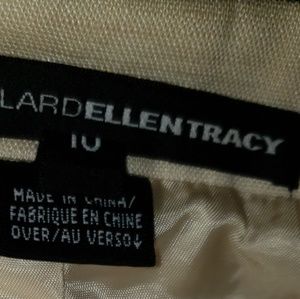 LARDELLENTRACY
10
MADE IN CHINA/
FABRIQUE EN CHINE
OVER/AU VERSO↓